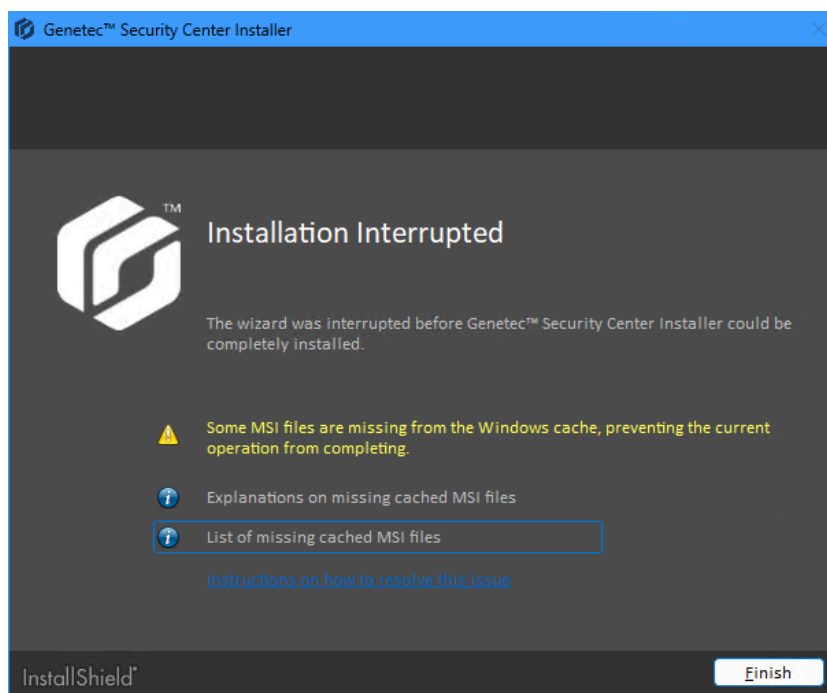 Genetec™ Security Center Installer
TM
Installation Interrupted
The wizard was interrupted before Genetec™ Security Center Installer could be
completely installed.
Some MSI files are missing from the Windows cache, preventing the current
operation from completing.
Explanations on missing cached MSI files
List of missing cached MSI files
Instructions on how to resolve this issue
InstallShield®
Finish